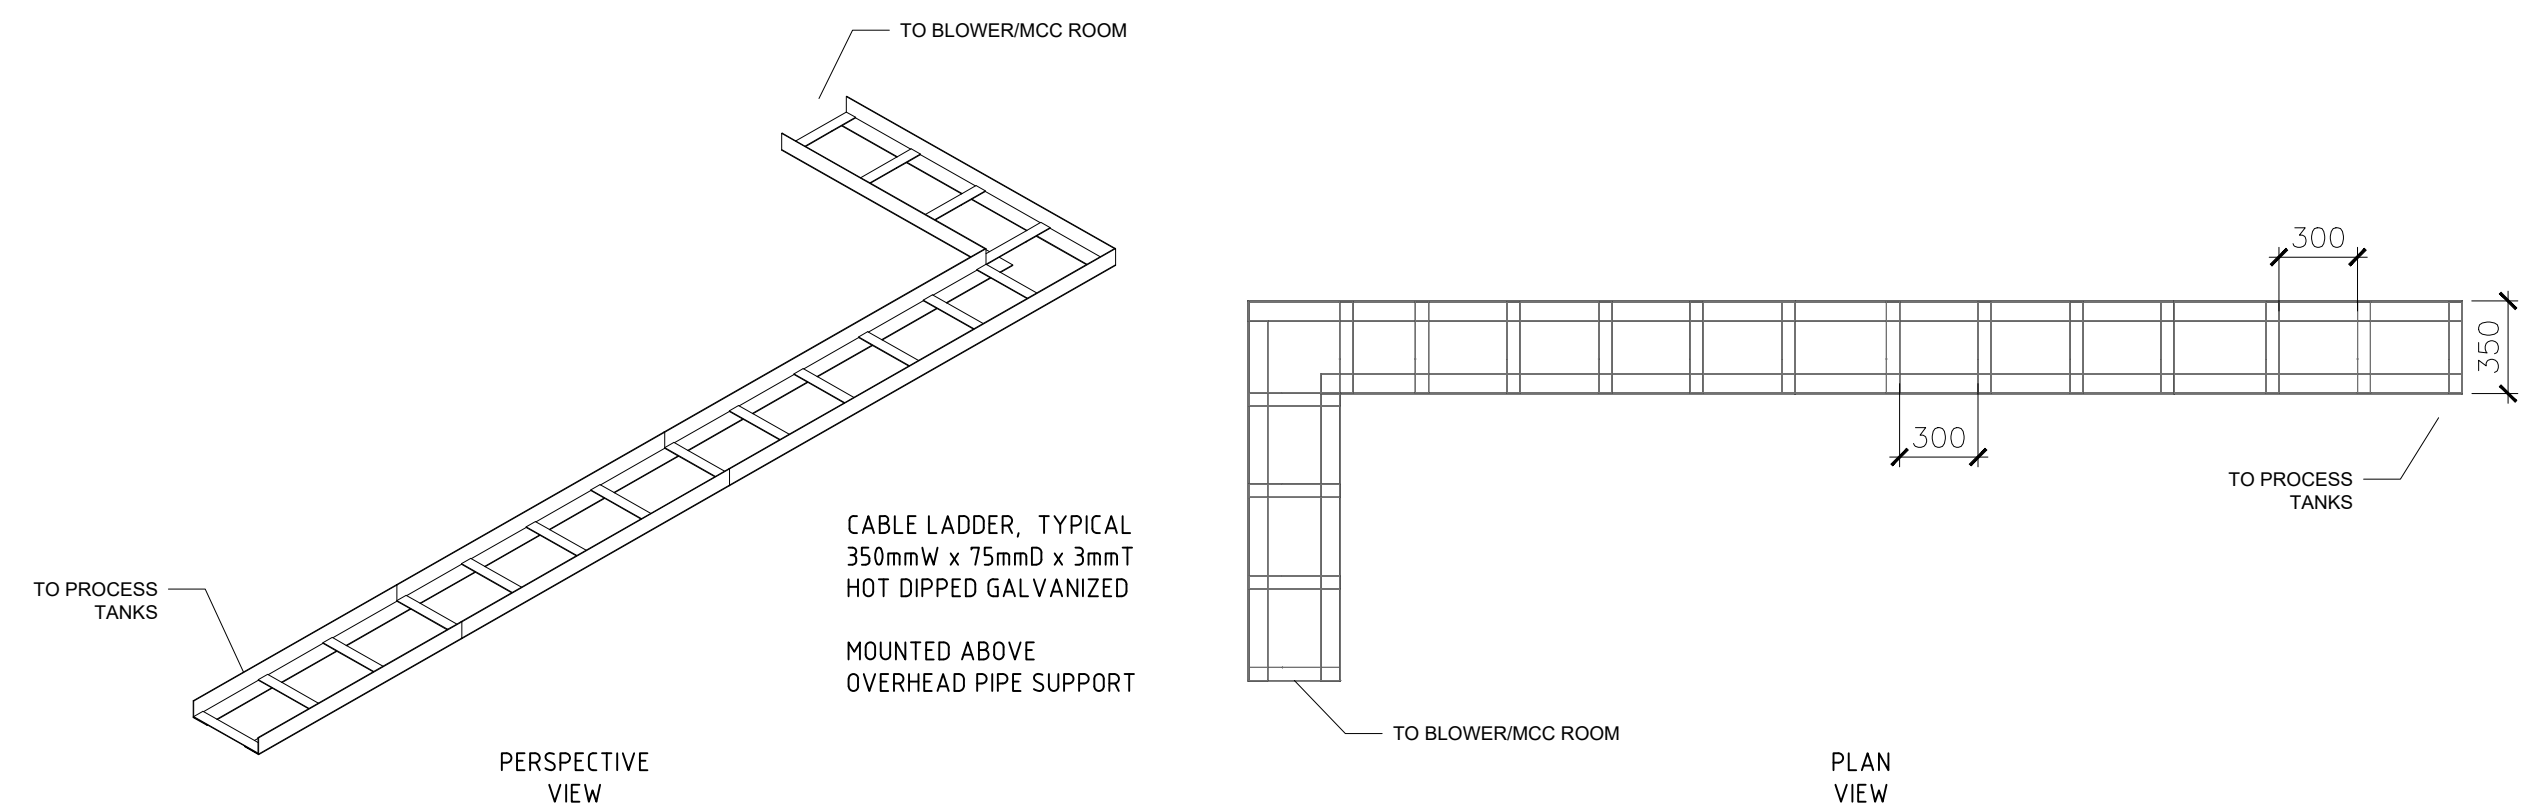 TO BLOWER/MCC ROOM
TO PROCESS
TANKS
CABLE LADDER, TYPICAL
350mmW x 75mmD x 3mmT
HOT DIPPED GALVANIZED
MOUNTED ABOVE
OVERHEAD PIPE SUPPORT
PERSPECTIVE
VIEW
300
350
300
TO PROCESS
TANKS
TO BLOWER/MCC ROOM
PLAN
VIEW